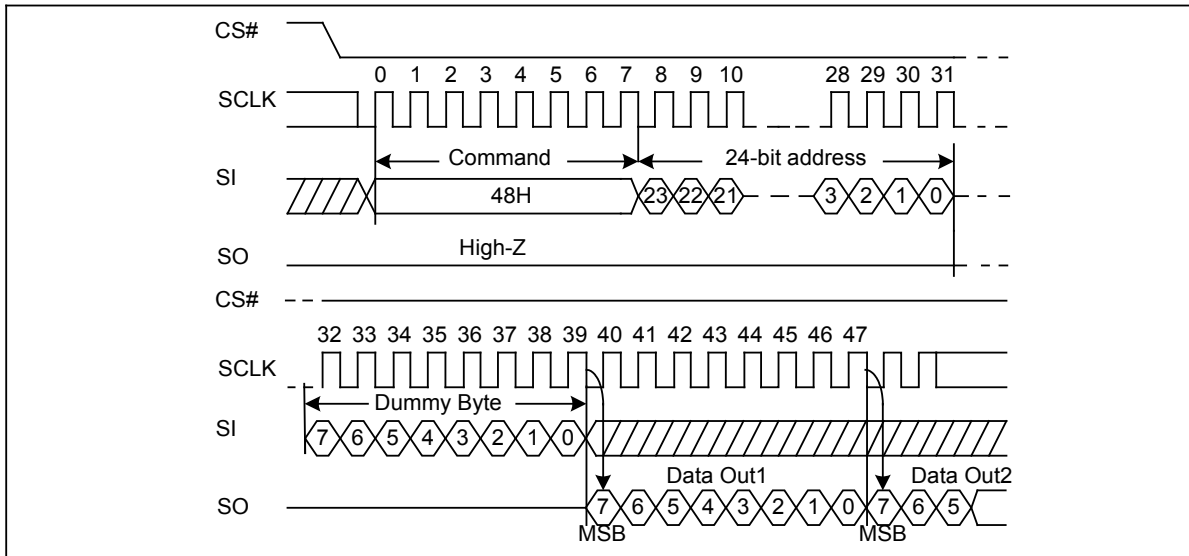 CS#
0 1 2 3 4 5 6 7 8 9 10 28 29 30 31
SCLK
Command 24-bit address
SI
48H 23 22 21 3 2 1 0
High-Z
SO
CS#
32 33 34 35 36 37 38 39 40 41 42 43 44 45 46 47
SCLK
Dummy Byte
SI
7 6 5 4 3 2 1 0
Data Out1 Data Out2
SO
7 6 5 4 3 2 1 0 7 6 5
MSB MSB